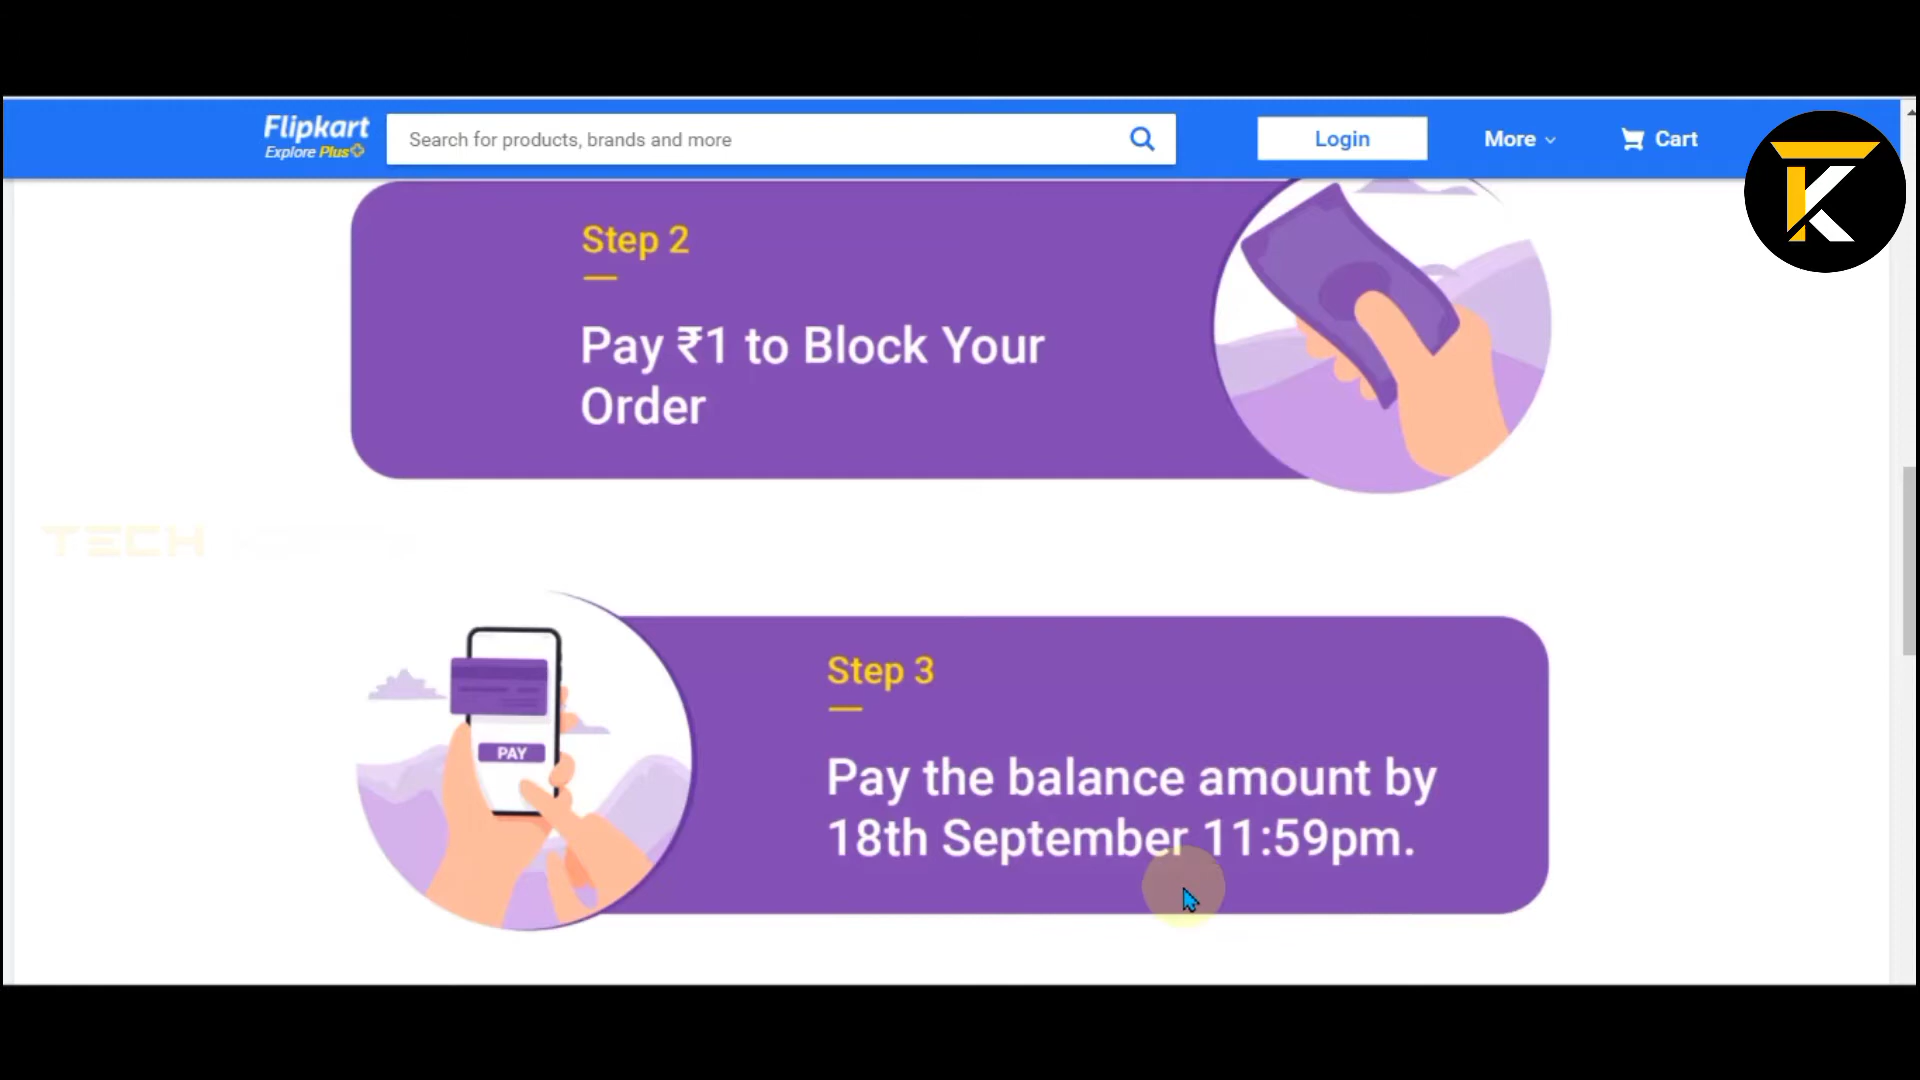 Flipkart
Explore Plus
Search for products, brands and more
Login
More
Cart
Step 2
Pay ₹1 to Block Your
Order
TECH
Step 3
PAY
Pay the balance amount by
18th September 11:59pm.